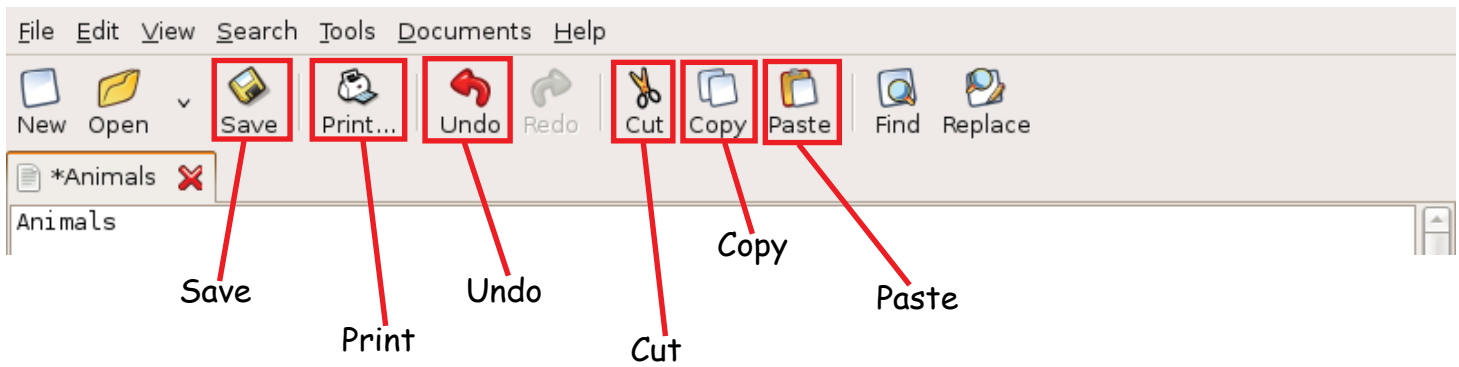 File Edit View Search Tools Documents Help
New Open Save Print... Undo Redo Cut Copy Paste Find Replace
*Animals
Animals
Copy
Save Undo Paste
Print
Cut